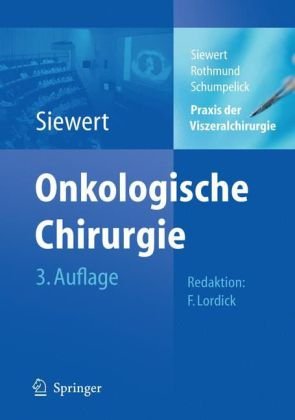 Siewert
Rothmund
Schumpelick
Praxis der
Viszeralchirurgie
Siewert
Onkologische
Chirurgie
3. Auflage
Redaktion:
F. Lordick
Springer